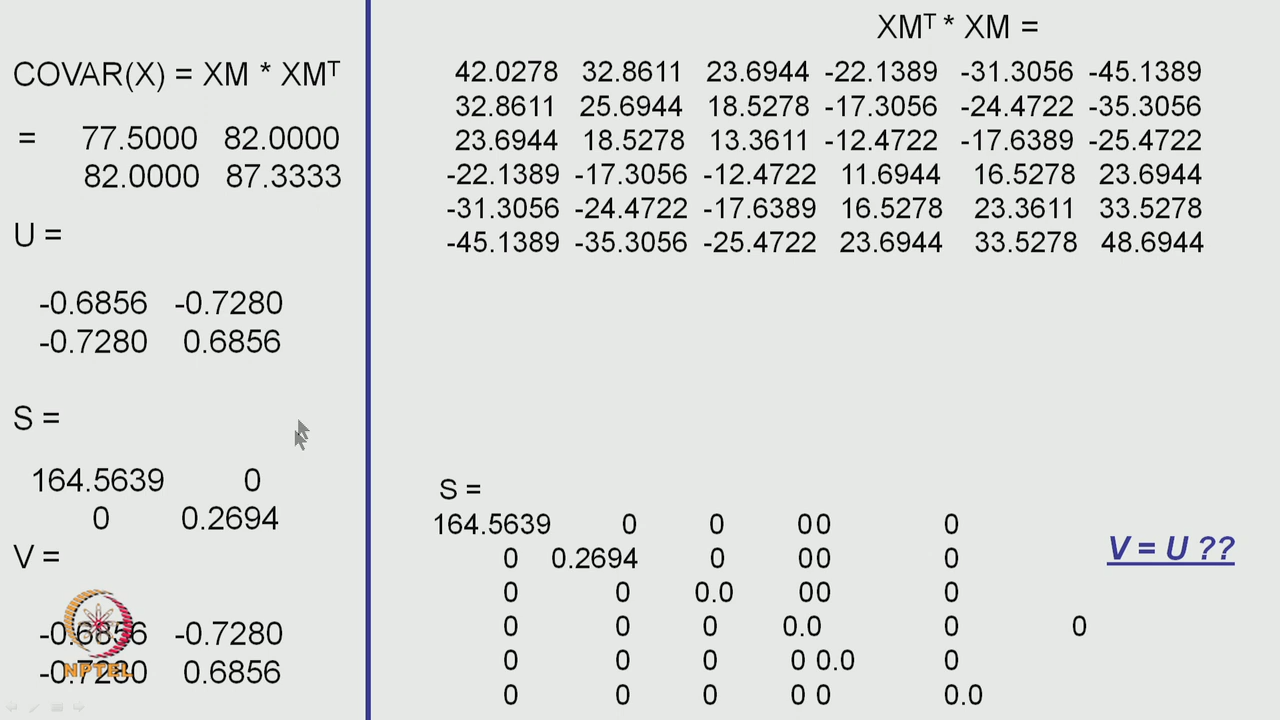 COVAR(X) = XM * XMᵀ
= 77.5000 82.0000
82.0000 87.3333
U =
-0.6856 -0.7280
-0.7280 0.6856
S =
164.5639 0
0 0.2694
V =
-0.6856 -0.7280
-0.7280 0.6856
NPTEL
XMᵀ * XM =
42.0278 32.8611 23.6944 -22.1389 -31.3056 -45.1389
32.8611 25.6944 18.5278 -17.3056 -24.4722 -35.3056
23.6944 18.5278 13.3611 -12.4722 -17.6389 -25.4722
-22.1389 -17.3056 -12.4722 11.6944 16.5278 23.6944
-31.3056 -24.4722 -17.6389 16.5278 23.3611 33.5278
-45.1389 -35.3056 -25.4722 23.6944 33.5278 48.6944
S =
164.5639 0 0 0 0 0
0 0.2694 0 0 0 0
0 0 0.0 0 0 0
0 0 0 0.0 0 0
0 0 0 0 0.0 0
0 0 0 0 0 0.0
V = U ??